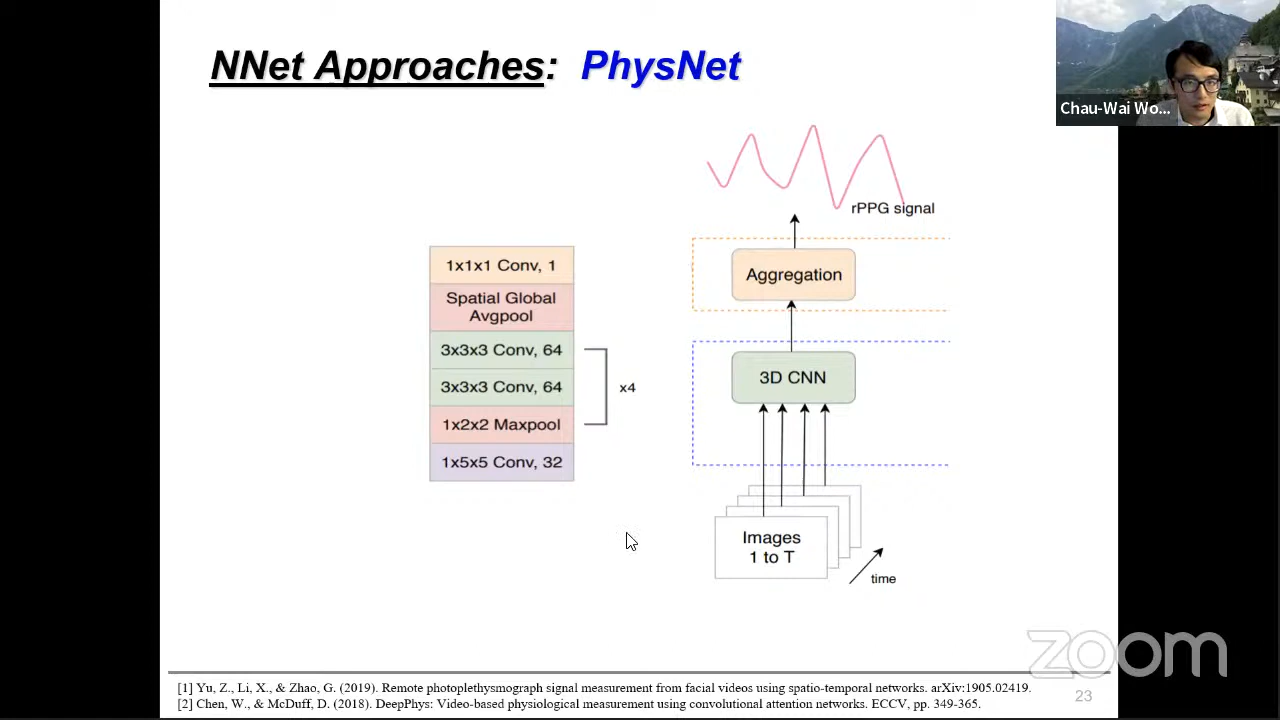 NNet Approaches: PhysNet
Chau-Wai Wo...
rPPG signal
1x1x1 Conv, 1
Spatial Global
Avgpool
3x3x3 Conv, 64
3x3x3 Conv, 64
1x2x2 Maxpool
1x5x5 Conv, 32
x4
Aggregation
3D CNN
Images
1 to T
time
zoom
[1] Yu, Z., Li, X., & Zhao, G. (2019). Remote photoplethysmograph signal measurement from facial videos using spatio-temporal networks. arXiv:1905.02419.
[2] Chen, W., & McDuff, D. (2018). DeepPhys: Video-based physiological measurement using convolutional attention networks. ECCV, pp. 349-365.
23